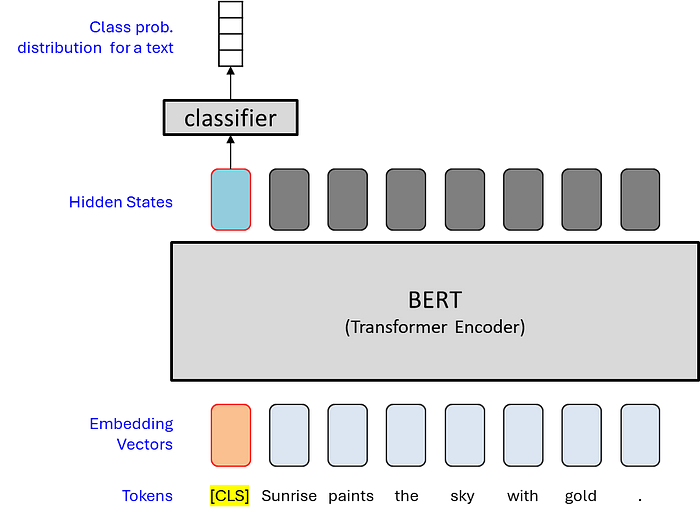 Class prob.
distribution for a text
classifier
Hidden States
BERT
(Transformer Encoder)
Embedding
Vectors
Tokens [CLS] Sunrise paints the sky with gold .